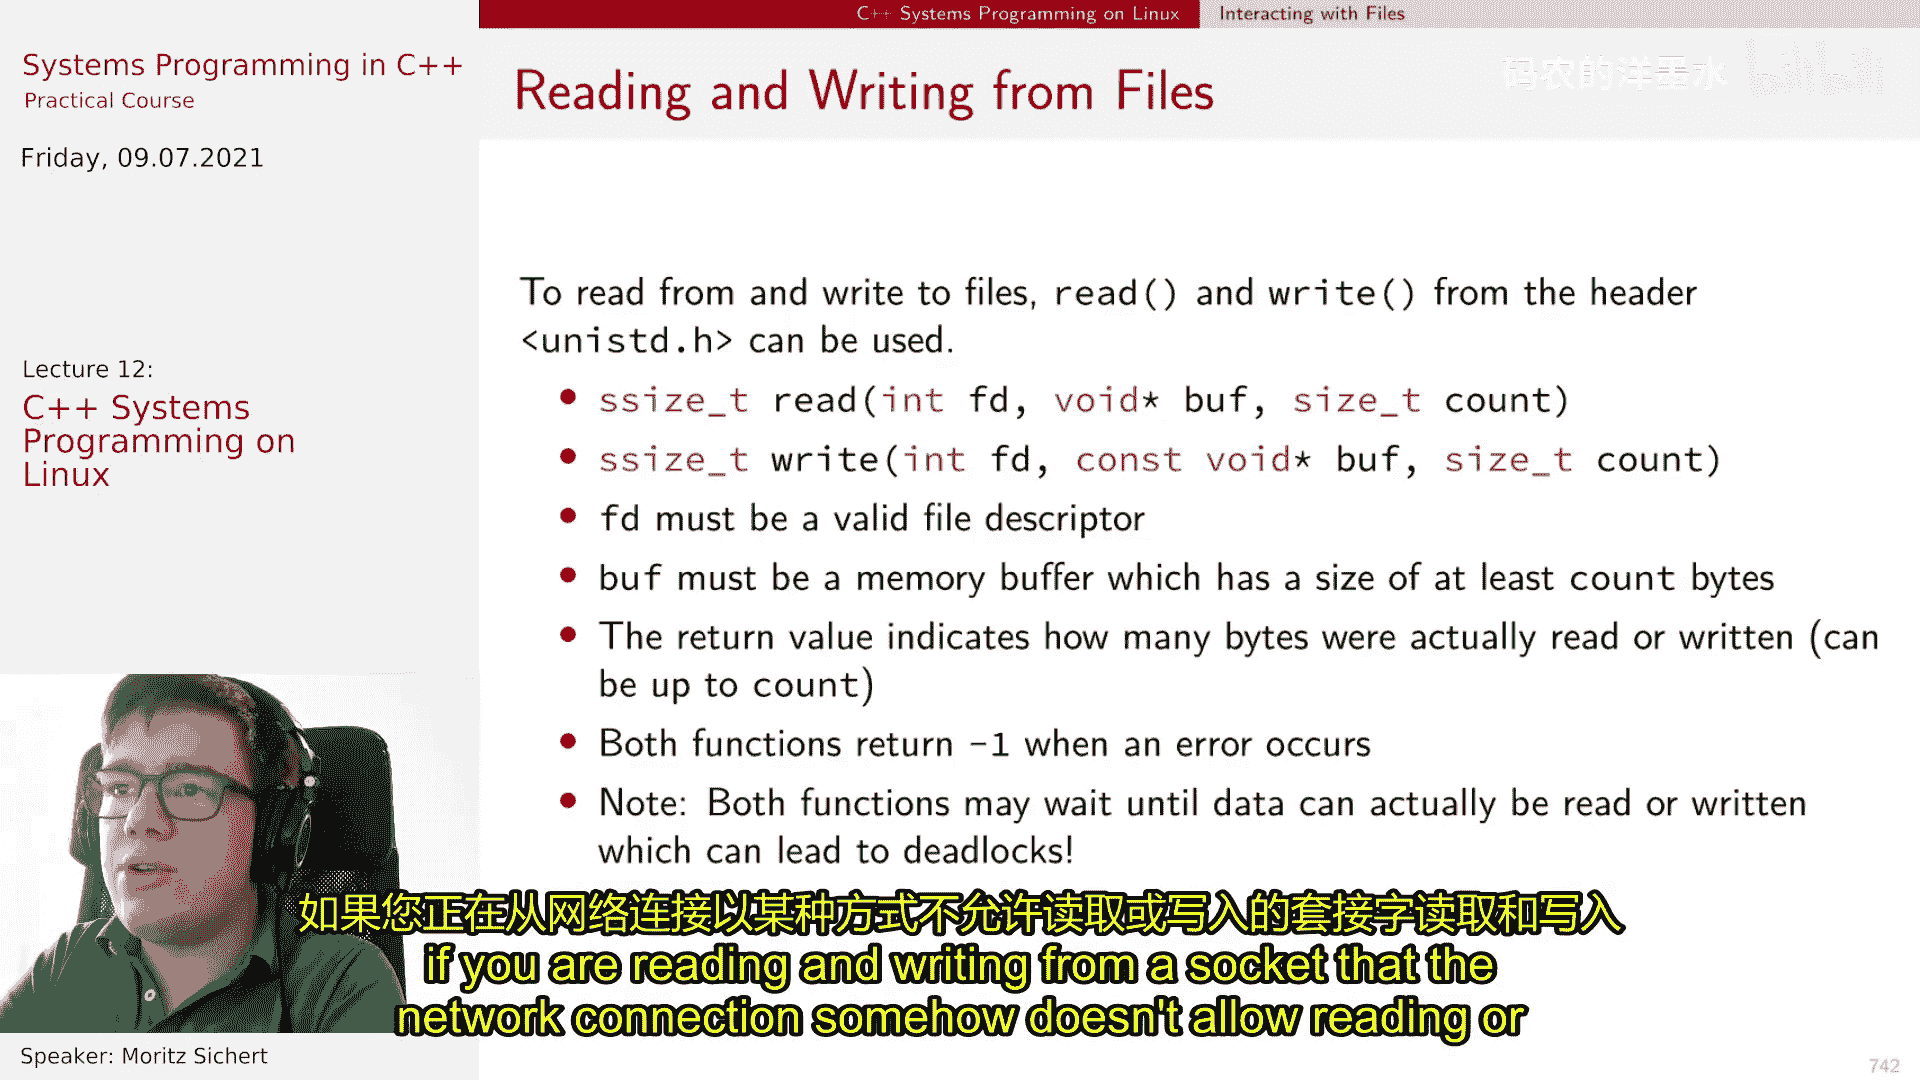 C++ Systems Programming on Linux
Interacting with Files
Systems Programming in C++
Practical Course
Friday, 09.07.2021
Lecture 12:
C++ Systems
Programming on
Linux
Reading and Writing from Files
码农的洋墨水 bilibili
To read from and write to files, read() and write() from the header
<unistd.h> can be used.
• ssize_t read(int fd, void* buf, size_t count)
• ssize_t write(int fd, const void* buf, size_t count)
• fd must be a valid file descriptor
• buf must be a memory buffer which has a size of at least count bytes
• The return value indicates how many bytes were actually read or written (can
be up to count)
• Both functions return -1 when an error occurs
• Note: Both functions may wait until data can actually be read or written
which can lead to deadlocks!
如果您正在从网络连接以某种方式不允许读取或写入的套接字读取和写入
if you are reading and writing from a socket that the
network connection somehow doesn't allow reading or
Speaker: Moritz Sichert
742